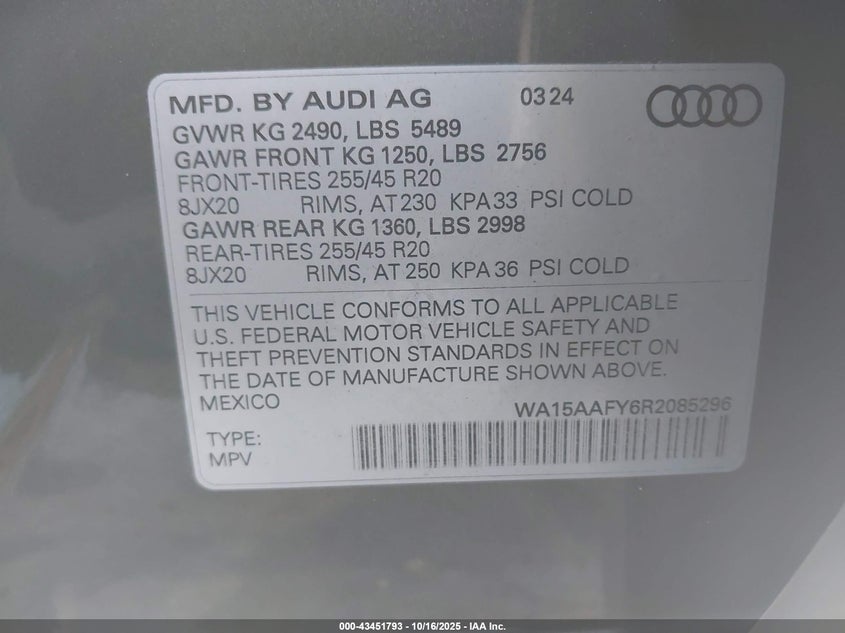 MFD. BY AUDI AG 03 24
GVWR KG 2490, LBS 5489
GAWR FRONT KG 1250, LBS 2756
FRONT-TIRES 255/45 R20
8JX20 RIMS, AT 230 KPA 33 PSI COLD
GAWR REAR KG 1360, LBS 2998
REAR-TIRES 255/45 R20
8JX20 RIMS, AT 250 KPA 36 PSI COLD
THIS VEHICLE CONFORMS TO ALL APPLICABLE
U.S. FEDERAL MOTOR VEHICLE SAFETY AND
THEFT PREVENTION STANDARDS IN EFFECT ON
THE DATE OF MANUFACTURE SHOWN ABOVE.
MEXICO WA15AAFY6R2085296
TYPE:
MPV
000-43451793 - 10/16/2025 - IAA Inc.